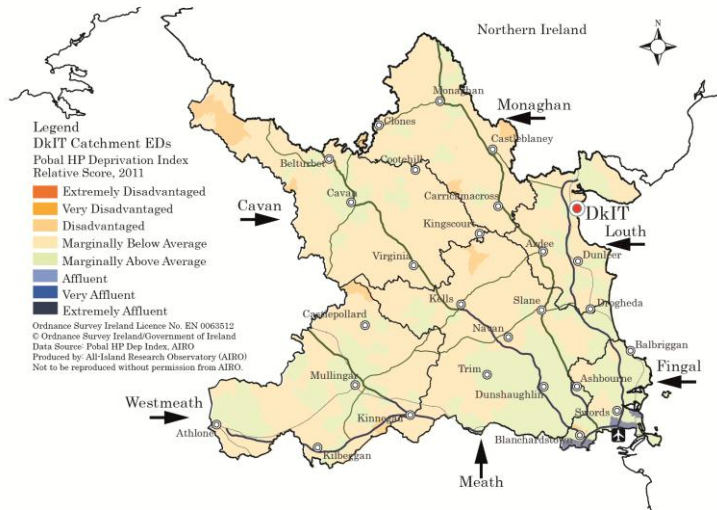 Northern Ireland
N
Monaghan
Monaghan
Clones
Castleblaney
Legend
DkIT Catchment EDs
Pobal HP Deprivation Index
Relative Score, 2011
Extremely Disadvantaged
Very Disadvantaged
Disadvantaged
Marginally Below Average
Marginally Above Average
Affluent
Very Affluent
Extremely Affluent
Ordnance Survey Ireland Licence No. EN 0063512
© Ordnance Survey Ireland/Government of Ireland
Data Source: Pobal HP Dep Index, AIRO
Produced by: All-Island Research Observatory (AIRO)
Not to be reproduced without permission from AIRO.
Belturbet
Cootehill
Cavan
Cavan
Carrickmacross
DkIT
Kingscourt
Louth
Ardee
Dunleer
Virginia
Kells
Slane
Drogheda
Castlepollard
Navan
Balbriggan
Trim
Fingal
Mullingar
Dunshaughlin
Ashbourne
Westmeath
Kinnegad
Swords
Athlone
Blanchardstown
Kilbeggan
Meath